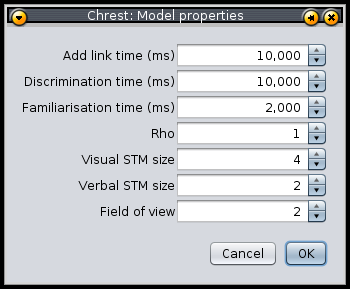 Chrest: Model properties
Add link time (ms) 10,000
Discrimination time (ms) 10,000
Familiarisation time (ms) 2,000
Rho 1
Visual STM size 4
Verbal STM size 2
Field of view 2
Cancel OK